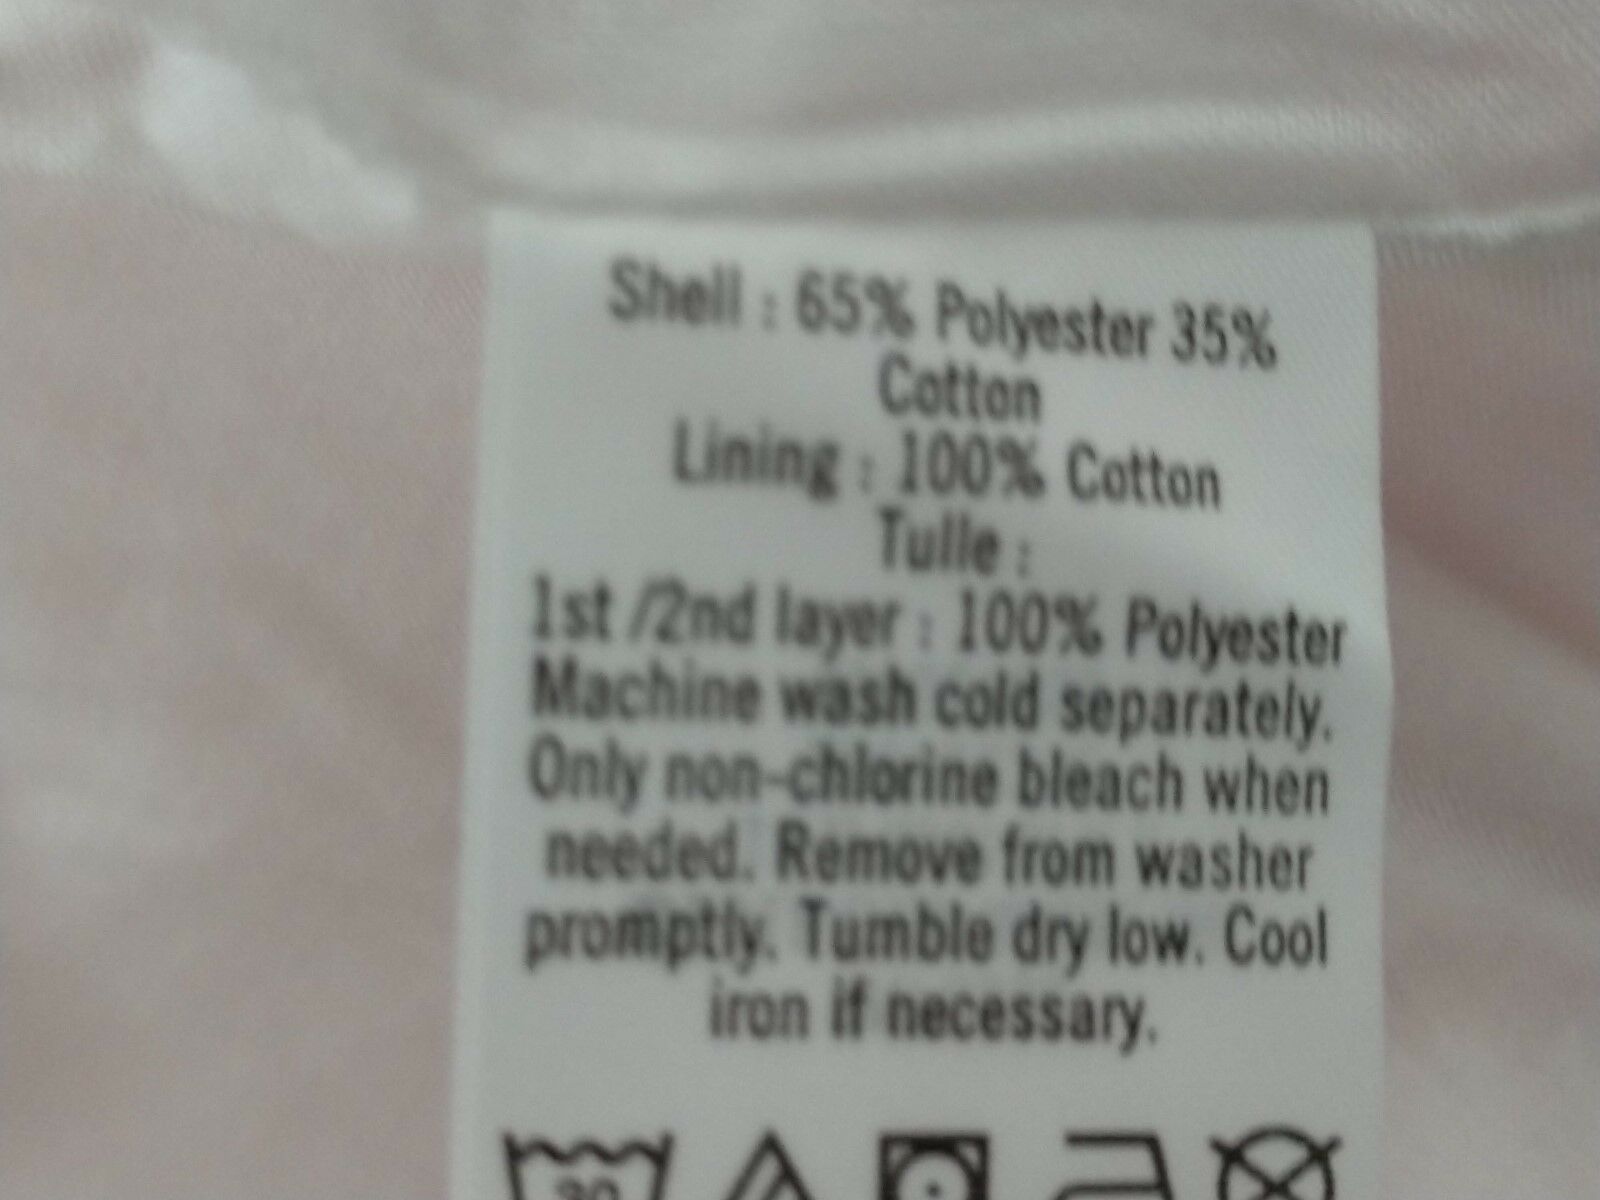 Shell : 65% Polyester 35%
Cotton
Lining : 100% Cotton
Tulle :
1st /2nd layer : 100% Polyester
Machine wash cold separately.
Only non-chlorine bleach when
needed. Remove from washer
promptly. Tumble dry low. Cool
iron if necessary.
30